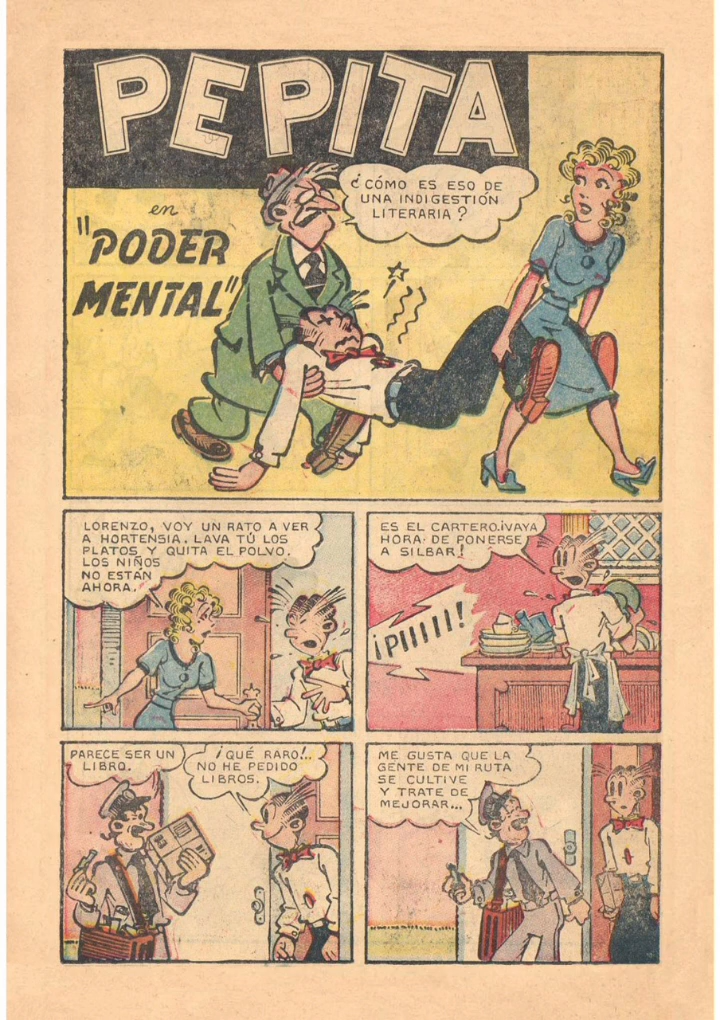 PEPITA
en
"PODER
MENTAL"
¿CÓMO ES ESO DE
UNA INDIGESTIÓN
LITERARIA?
LORENZO, VOY UN RATO A VER
A HORTENSIA. LAVA TÚ LOS
PLATOS Y QUITA EL POLVO.
LOS NIÑOS
NO ESTÁN
AHORA.
ES EL CARTERO. ¡VAYA
HORA DE PONERSE
A SILBAR!
¡PIIIII!
PARECE SER UN
LIBRO.
¡QUÉ RARO!..
NO HE PEDIDO
LIBROS.
ME GUSTA QUE LA
GENTE DE MI RUTA
SE CULTIVE
Y TRATE DE
MEJORAR...